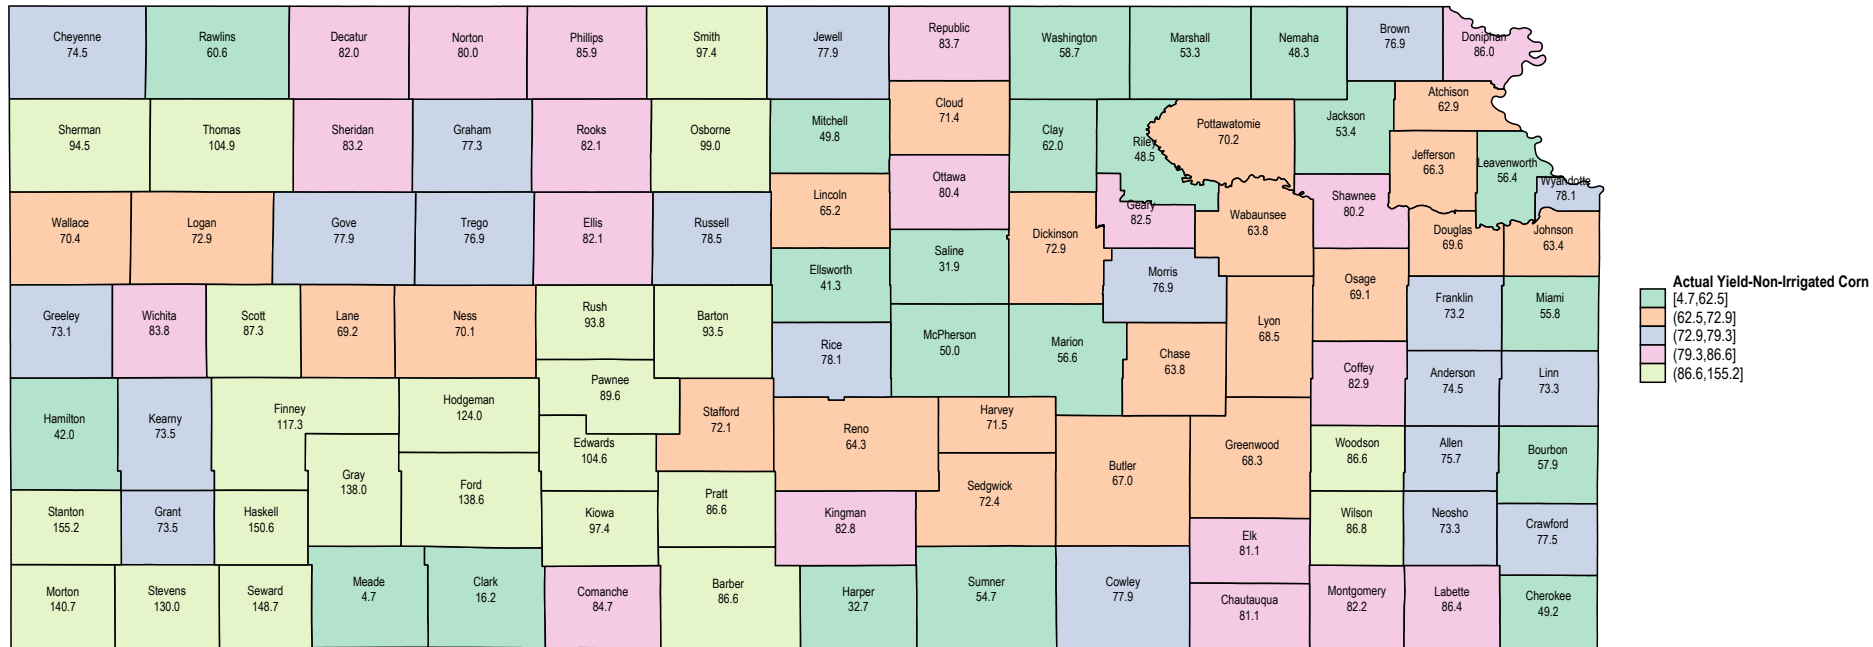 Cheyenne
74.5
Rawlins
60.6
Decatur
82.0
Norton
80.0
Phillips
85.9
Smith
97.4
Jewell
77.9
Republic
83.7
Washington
58.7
Marshall
53.3
Nemaha
48.3
Brown
76.9
Doniphan
86.0
Sherman
94.5
Thomas
104.9
Sheridan
83.2
Graham
77.3
Rooks
82.1
Osborne
99.0
Mitchell
49.8
Cloud
71.4
Clay
62.0
Riley
48.5
Pottawatomie
70.2
Jackson
53.4
Atchison
62.9
Jefferson
66.3
Leavenworth
56.4
Wyandotte
78.1
Wallace
70.4
Logan
72.9
Gove
77.9
Trego
76.9
Ellis
82.1
Russell
78.5
Lincoln
65.2
Ottawa
80.4
Saline
31.9
Dickinson
72.9
Geary
82.5
Wabaunsee
63.8
Shawnee
80.2
Douglas
69.6
Johnson
63.4
Ellsworth
41.3
Morris
76.9
Osage
69.1
Franklin
73.2
Miami
55.8
Greeley
73.1
Wichita
83.8
Scott
87.3
Lane
69.2
Ness
70.1
Rush
93.8
Barton
93.5
Rice
78.1
McPherson
50.0
Marion
56.6
Chase
63.8
Lyon
68.5
Coffey
82.9
Anderson
74.5
Linn
73.3
Hamilton
42.0
Kearny
73.5
Finney
117.3
Hodgeman
124.0
Pawnee
89.6
Stafford
72.1
Reno
64.3
Harvey
71.5
Butler
67.0
Greenwood
68.3
Woodson
86.6
Allen
75.7
Bourbon
57.9
Gray
138.0
Ford
138.6
Edwards
104.6
Pratt
86.6
Sedgwick
72.4
Stanton
155.2
Grant
73.5
Haskell
150.6
Kiowa
97.4
Kingman
82.8
Elk
81.1
Wilson
86.8
Neosho
73.3
Crawford
77.5
Morton
140.7
Stevens
130.0
Seward
148.7
Meade
4.7
Clark
16.2
Comanche
84.7
Barber
86.6
Harper
32.7
Sumner
54.7
Cowley
77.9
Chautauqua
81.1
Montgomery
82.2
Labette
86.4
Cherokee
49.2
Actual Yield-Non-Irrigated Corn
[4.7,62.5]
(62.5,72.9]
(72.9,79.3]
(79.3,86.6]
(86.6,155.2]